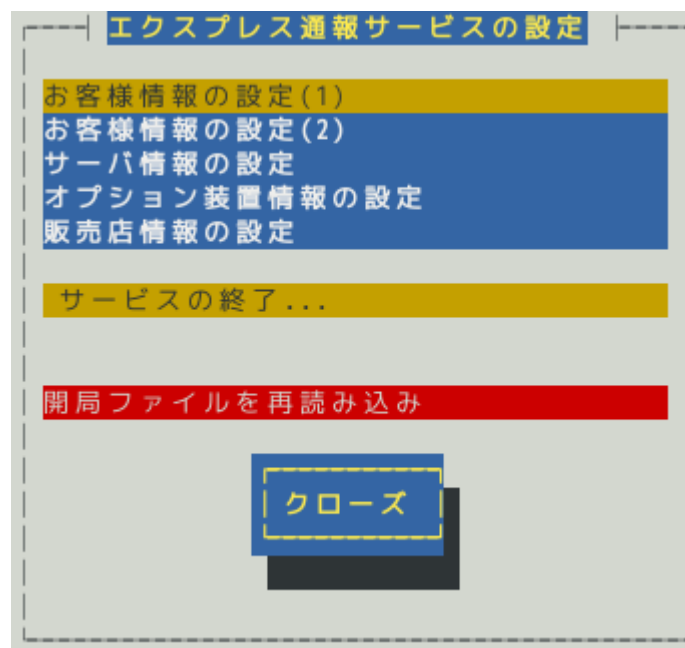 エクスプレス通報サービスの設定
お客様情報の設定(1)
お客様情報の設定(2)
サーバ情報の設定
オプション装置情報の設定
販売店情報の設定
サービスの終了...
開局ファイルを再読み込み
クローズ